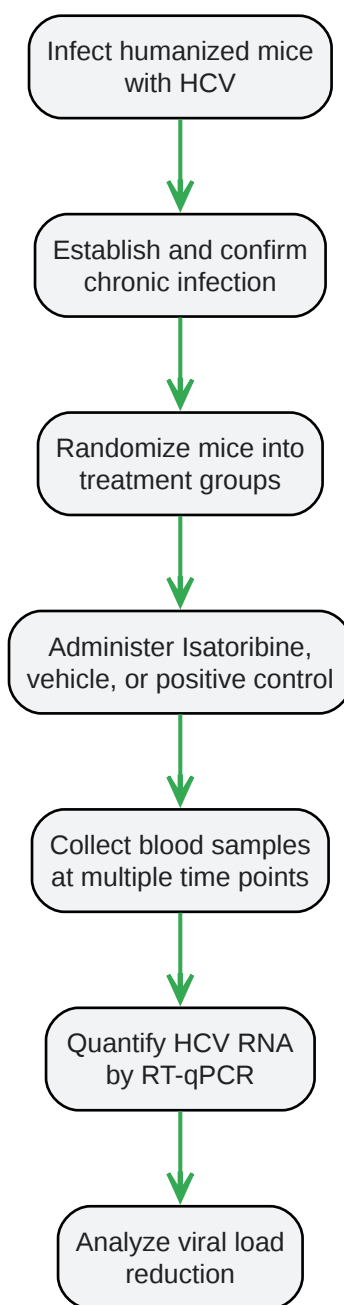 Infect humanized mice
with HCV
Establish and confirm
chronic infection
Randomize mice into
treatment groups
Administer Isatoribine,
vehicle, or positive control
Collect blood samples
at multiple time points
Quantify HCV RNA
by RT-qPCR
Analyze viral load
reduction